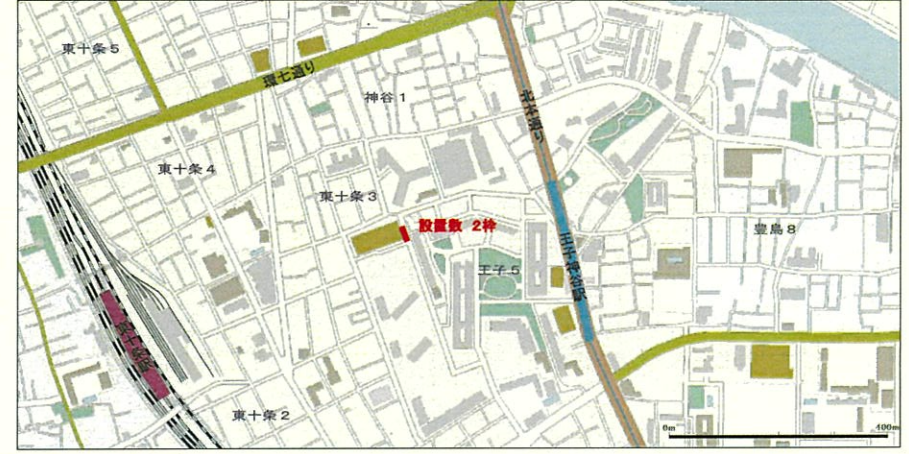 東十条5
環七通り
神谷1
北本通り
東十条4
東十条3
設置数 2枠
豊島8
王子5
王子神谷駅
東十条駅
東十条2
0m
400m